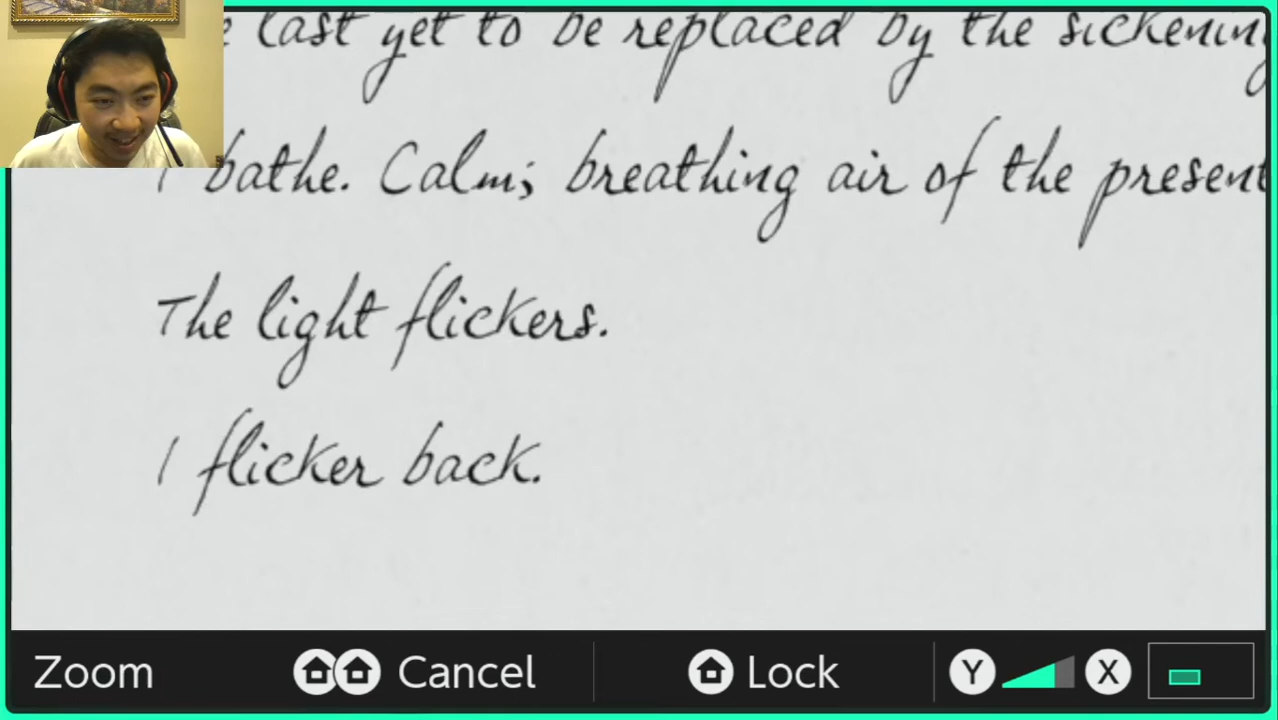 last yet to be replaced by the sickening
I bathe. Calm; breathing air of the present
The light flickers.
I flicker back.
Zoom Cancel Lock Y X